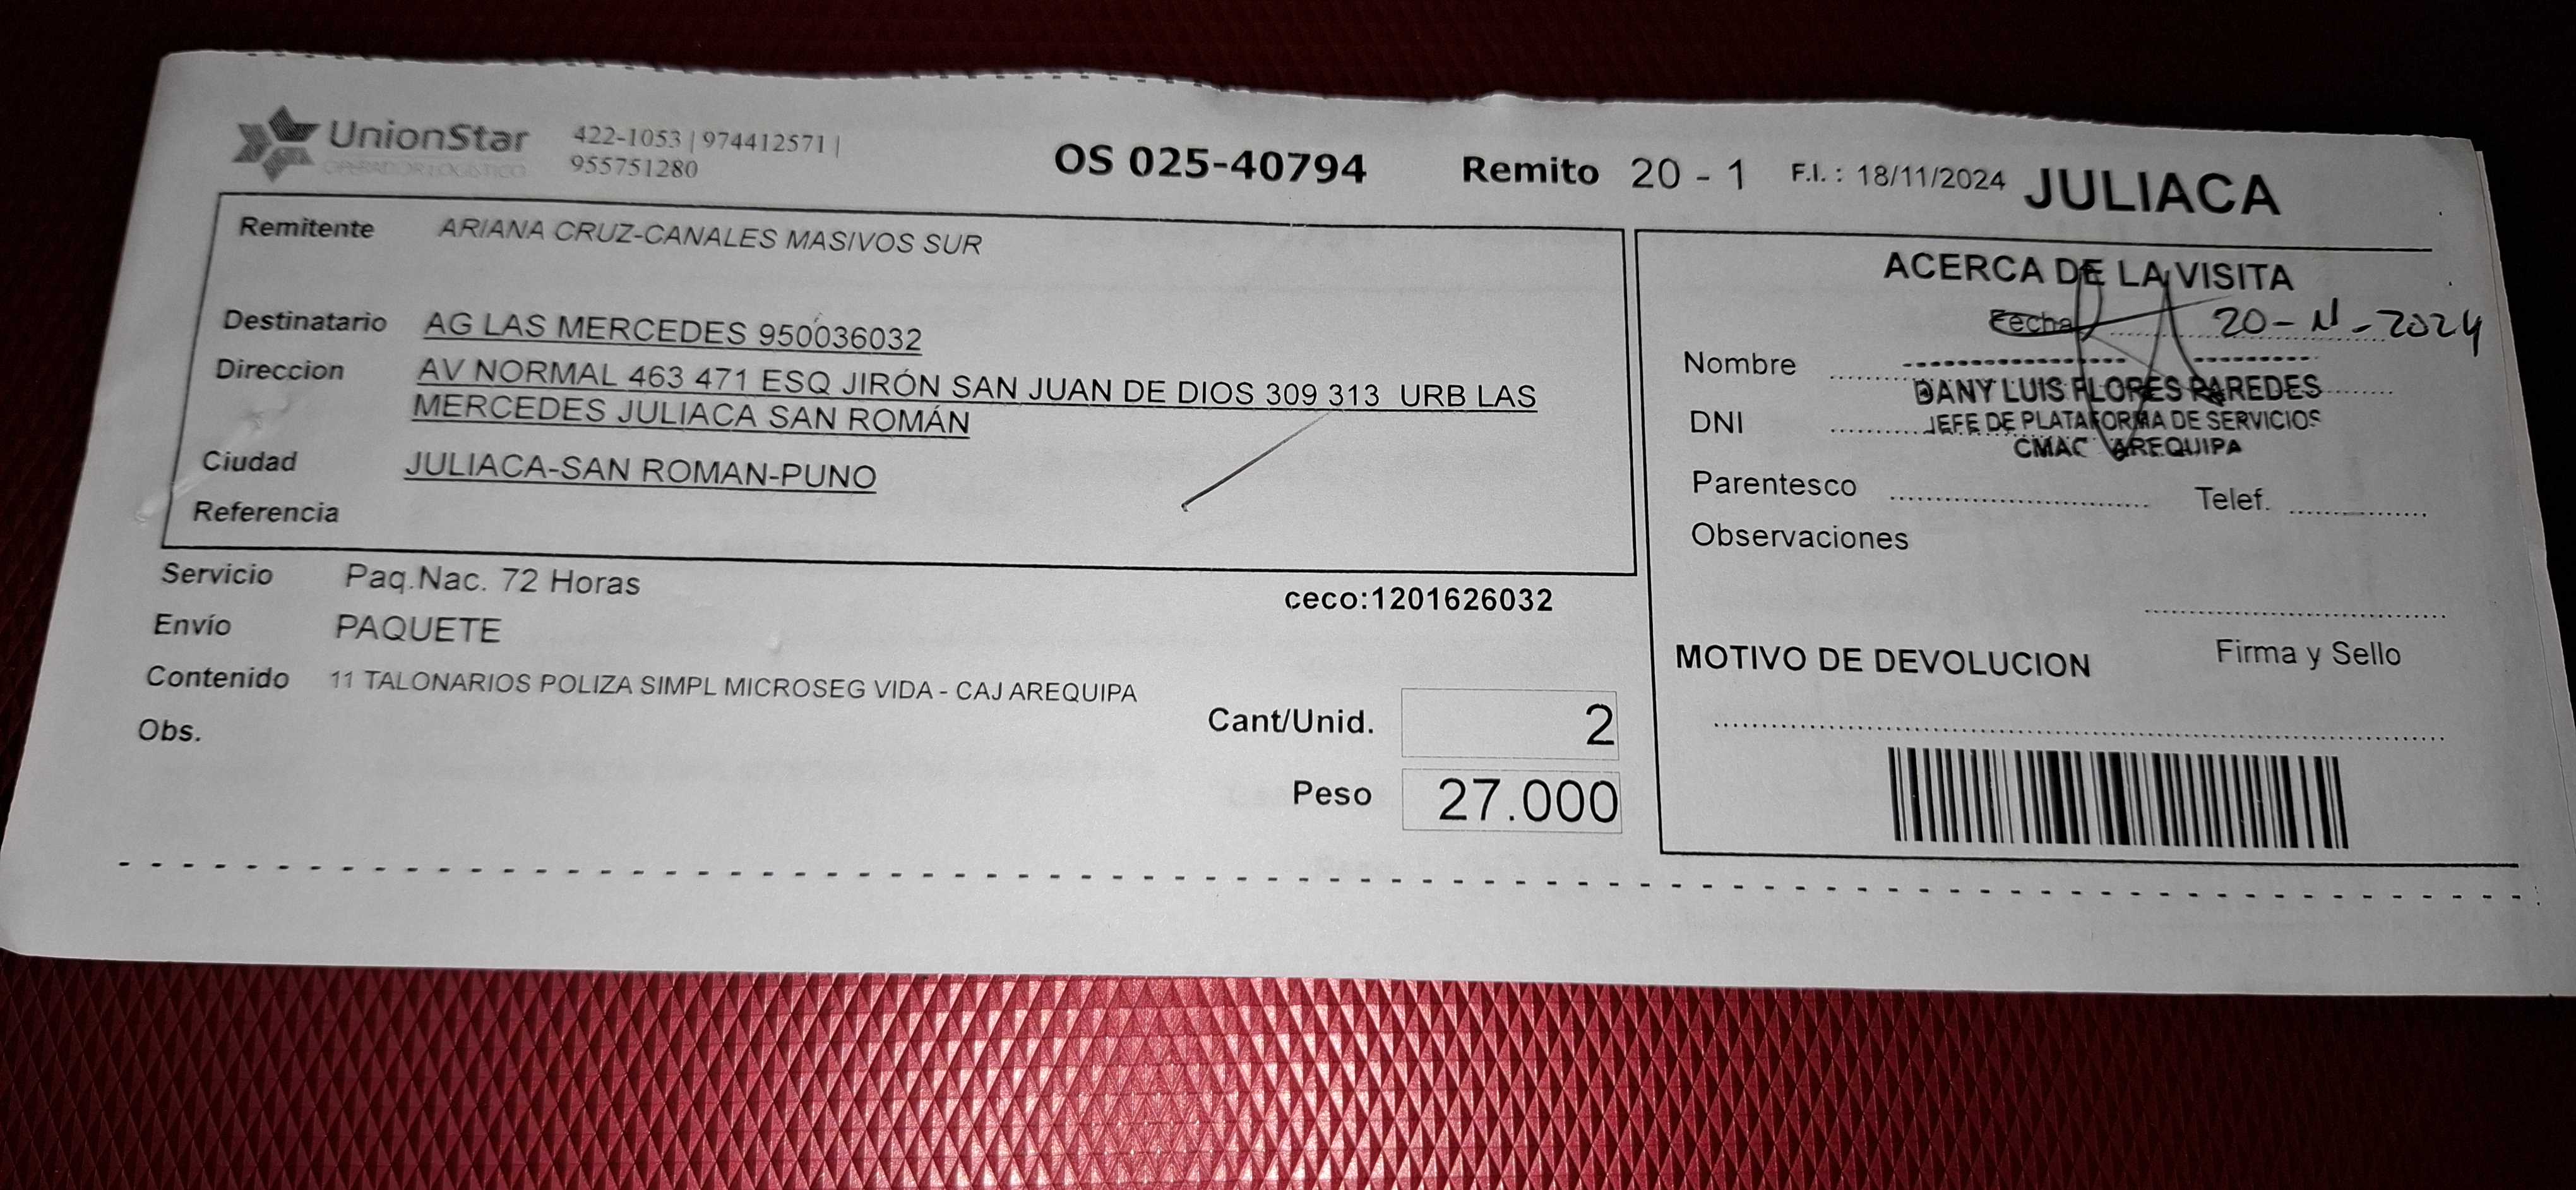 UnionStar
OPERADOR LOGISTICO
422-1053 | 974412571 |
955751280
OS 025-40794 Remito 20 - 1 F.I. : 18/11/2024 JULIACA
Remitente ARIANA CRUZ-CANALES MASIVOS SUR
Destinatario AG LAS MERCEDES 950036032
Direccion AV NORMAL 463 471 ESQ JIRÓN SAN JUAN DE DIOS 309 313 URB LAS
MERCEDES JULIACA SAN ROMÁN
Ciudad JULIACA-SAN ROMAN-PUNO
Referencia
Servicio Paq.Nac. 72 Horas
ceco:1201626032
Envío PAQUETE
Contenido 11 TALONARIOS POLIZA SIMPL MICROSEG VIDA - CAJ AREQUIPA
Obs.
Cant/Unid. 2
Peso 27.000
ACERCA DE LA VISITA
Fecha 20-11-2024
Nombre
DANY LUIS FLORES PAREDES
DNI
JEFE DE PLATAFORMA DE SERVICIOS
CMAC AREQUIPA
Parentesco Telef.
Observaciones
Firma y Sello
MOTIVO DE DEVOLUCION